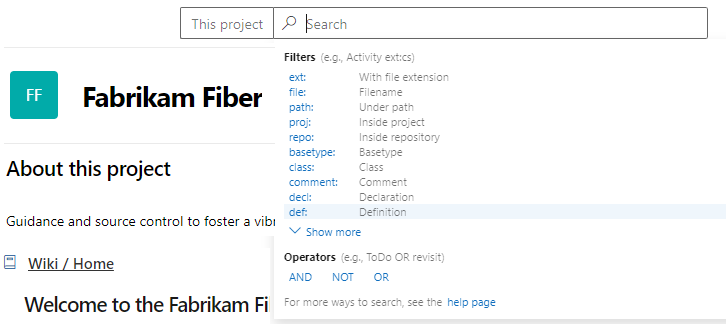 This project Search
Filters (e.g., Activity ext:cs)
ext: With file extension
file: Filename
path: Under path
proj: Inside project
repo: Inside repository
basetype: Basetype
class: Class
comment: Comment
decl: Declaration
def: Definition
Show more
Operators (e.g., ToDo OR revisit)
AND NOT OR
For more ways to search, see the help page
FF Fabrikam Fiber
About this project
Guidance and source control to foster a vib
Wiki / Home
Welcome to the Fabrikam Fi